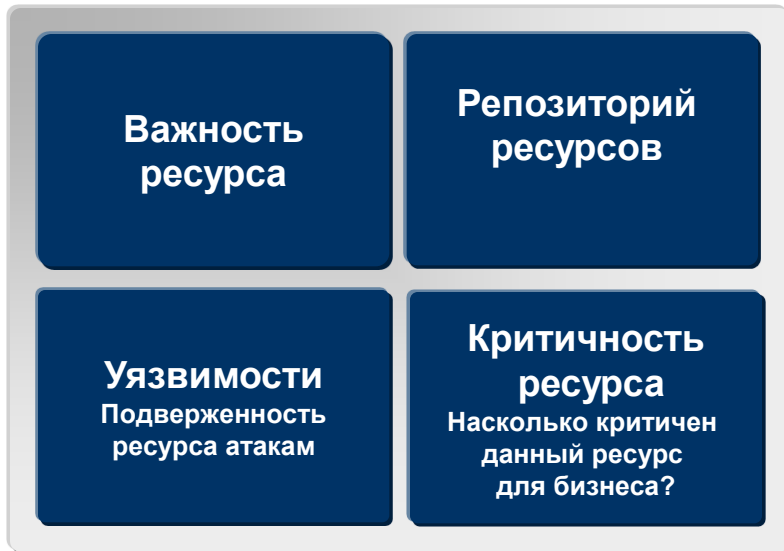 Важность
ресурса
Репозиторий
ресурсов
Уязвимости
Подверженность
ресурса атакам
Критичность
ресурса
Насколько критичен
данный ресурс
для бизнеса?